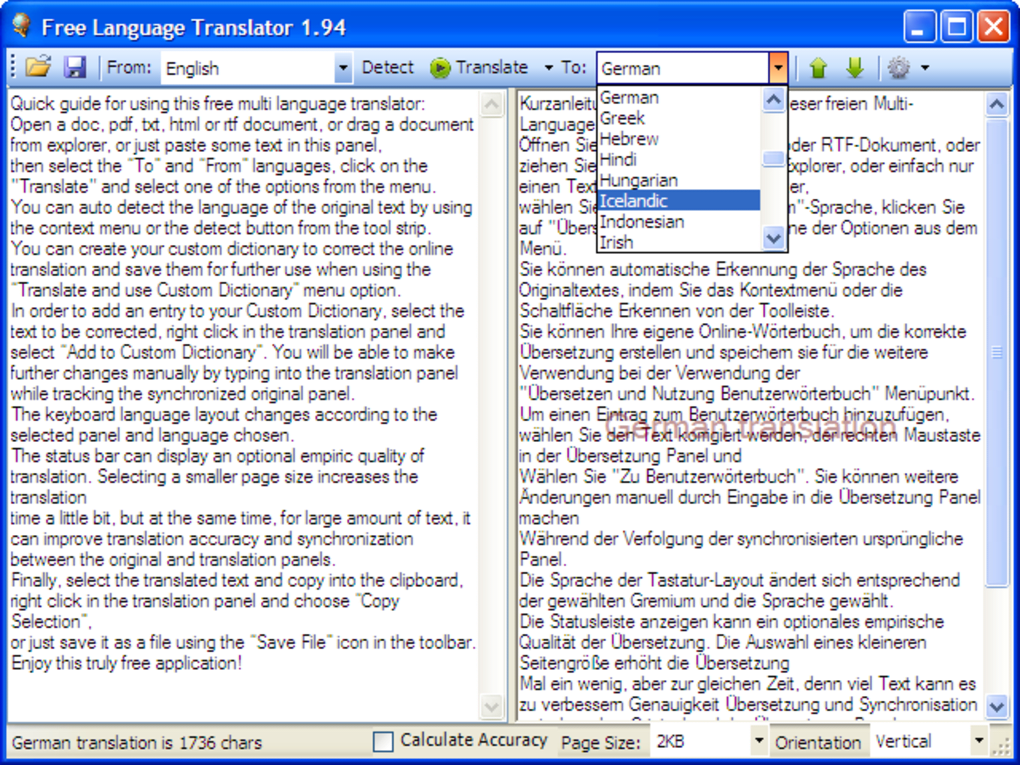 Free Language Translator 1.94
From: English Detect Translate To: German
German
Greek
Hebrew
Hindi
Hungarian
Icelandic
Indonesian
Irish
Quick guide for using this free multi language translator:
Open a doc, pdf, txt, html or rtf document, or drag a document
from explorer, or just paste some text in this panel,
then select the "To" and "From" languages, click on the
"Translate" and select one of the options from the menu.
You can auto detect the language of the original text by using
the context menu or the detect button from the tool strip.
You can create your custom dictionary to correct the online
translation and save them for further use when using the
"Translate and use Custom Dictionary" menu option.
In order to add an entry to your Custom Dictionary, select the
text to be corrected, right click in the translation panel and
select "Add to Custom Dictionary". You will be able to make
further changes manually by typing into the translation panel
while tracking the synchronized original panel.
The keyboard language layout changes according to the
selected panel and language chosen.
The status bar can display an optional empiric quality of
translation. Selecting a smaller page size increases the
translation
time a little bit, but at the same time, for large amount of text, it
can improve translation accuracy and synchronization
between the original and translation panels.
Finally, select the translated text and copy into the clipboard,
right click in the translation panel and choose "Copy
Selection",
or just save it as a file using the "Save File" icon in the toolbar.
Enjoy this truly free application!
freien Multi-
Language
Öffnen Sie RTF-Dokument, oder
ziehen Sie Explorer, oder einfach nur
einen Text
wählen Sie "-Sprache, klicken Sie
auf der Optionen aus dem
Menü.
Sie können automatische Erkennung der Sprache des
Originaltextes, indem Sie das Kontextmenü oder die
Schaltfläche Erkennen von der Toolleiste.
Sie können Ihre eigene Online-Wörterbuch, um die korrekte
Übersetzung erstellen und speichern sie für die weitere
Verwendung bei der Verwendung der
"Übersetzen und Nutzung Benutzerwörterbuch" Menüpunkt.
Um einen Eintrag zum Benutzerwörterbuch hinzuzufügen,
German translation
wählen Sie den Text korrigiert werden, der rechten Maustaste
in der Übersetzung Panel und
Wählen Sie "Zu Benutzerwörterbuch". Sie können weitere
Änderungen manuell durch Eingabe in die Übersetzung Panel
machen
Während der Verfolgung der synchronisierten ursprüngliche
Panel.
Die Sprache der Tastatur-Layout ändert sich entsprechend
der gewählten Gremium und die Sprache gewählt.
Die Statusleiste anzeigen kann ein optionales empirische
Qualität der Übersetzung. Die Auswahl eines kleineren
Seitengröße erhöht die Übersetzung
Mal ein wenig, aber zur gleichen Zeit, denn viel Text kann es
zu verbessern Genauigkeit Übersetzung und Synchronisation
German translation is 1736 chars Calculate Accuracy Page Size: 2KB Orientation Vertical